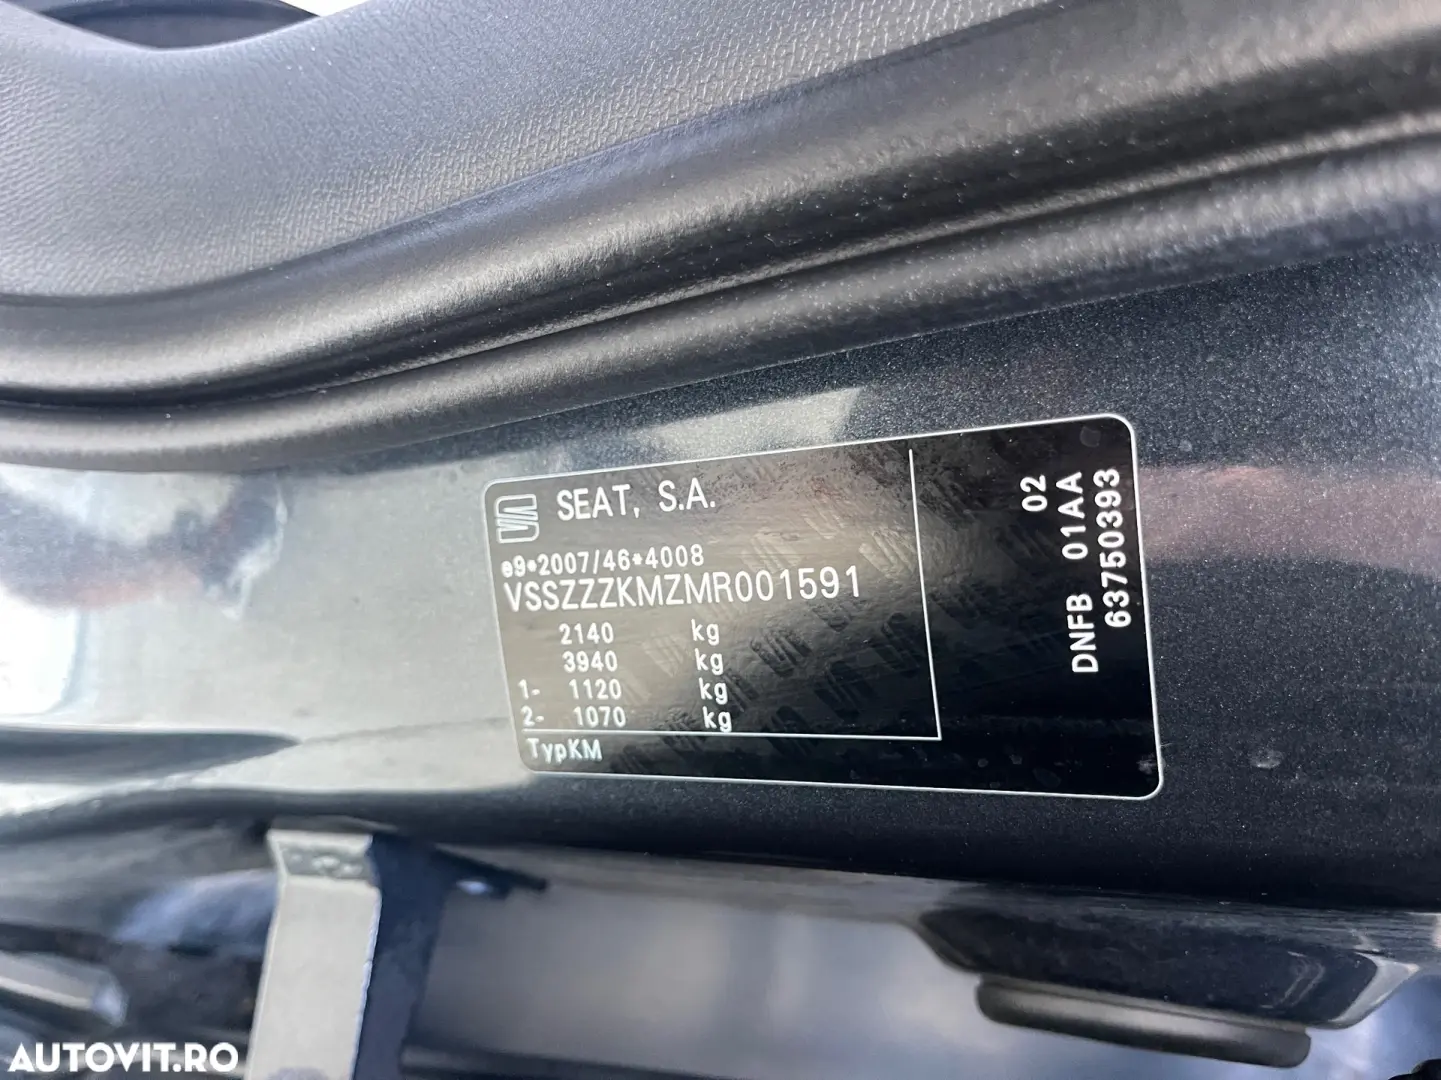 SEAT, S.A.
e9*2007/46*4008
VSSZZZKMZMR001591
2140 kg
3940 kg
1- 1120 kg
2- 1070 kg
TypKM
02
DNFB 01AA
63750393
AUTOVIT.RO